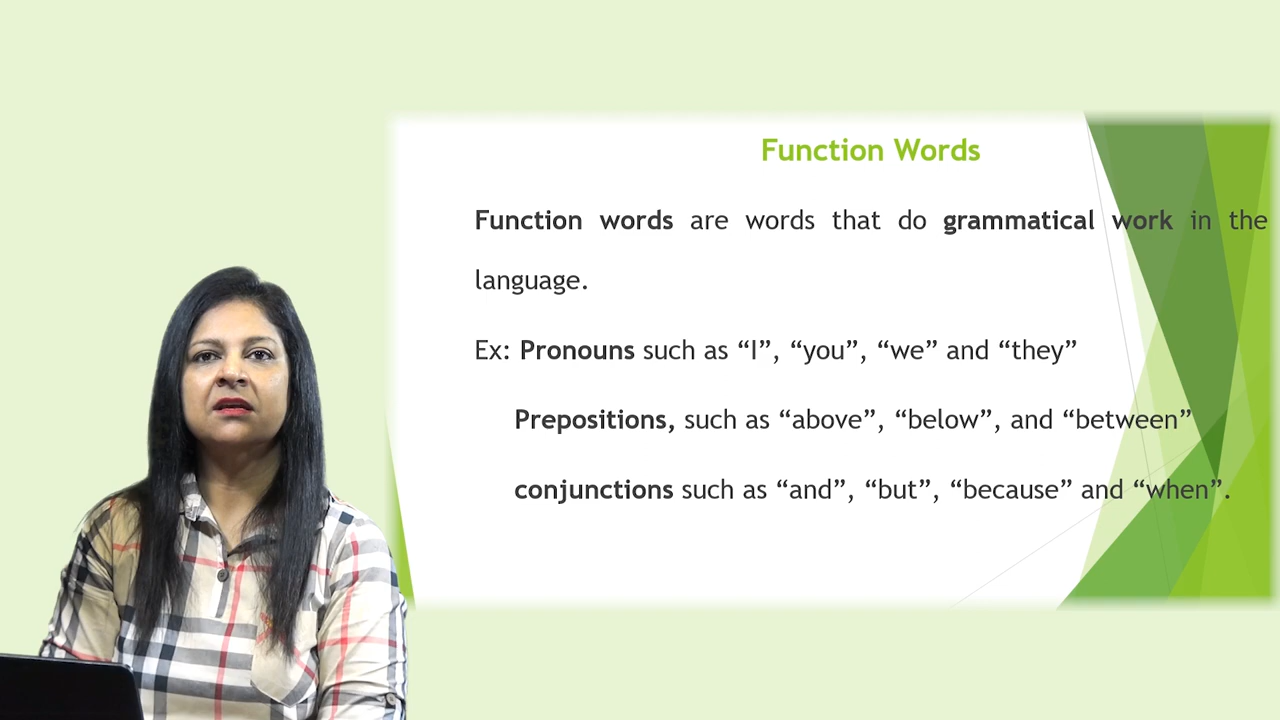 Function Words
Function words are words that do grammatical work in the
language.
Ex: Pronouns such as “I”, “you”, “we” and “they”
Prepositions, such as “above”, “below”, and “between”
conjunctions such as “and”, “but”, “because” and “when”.